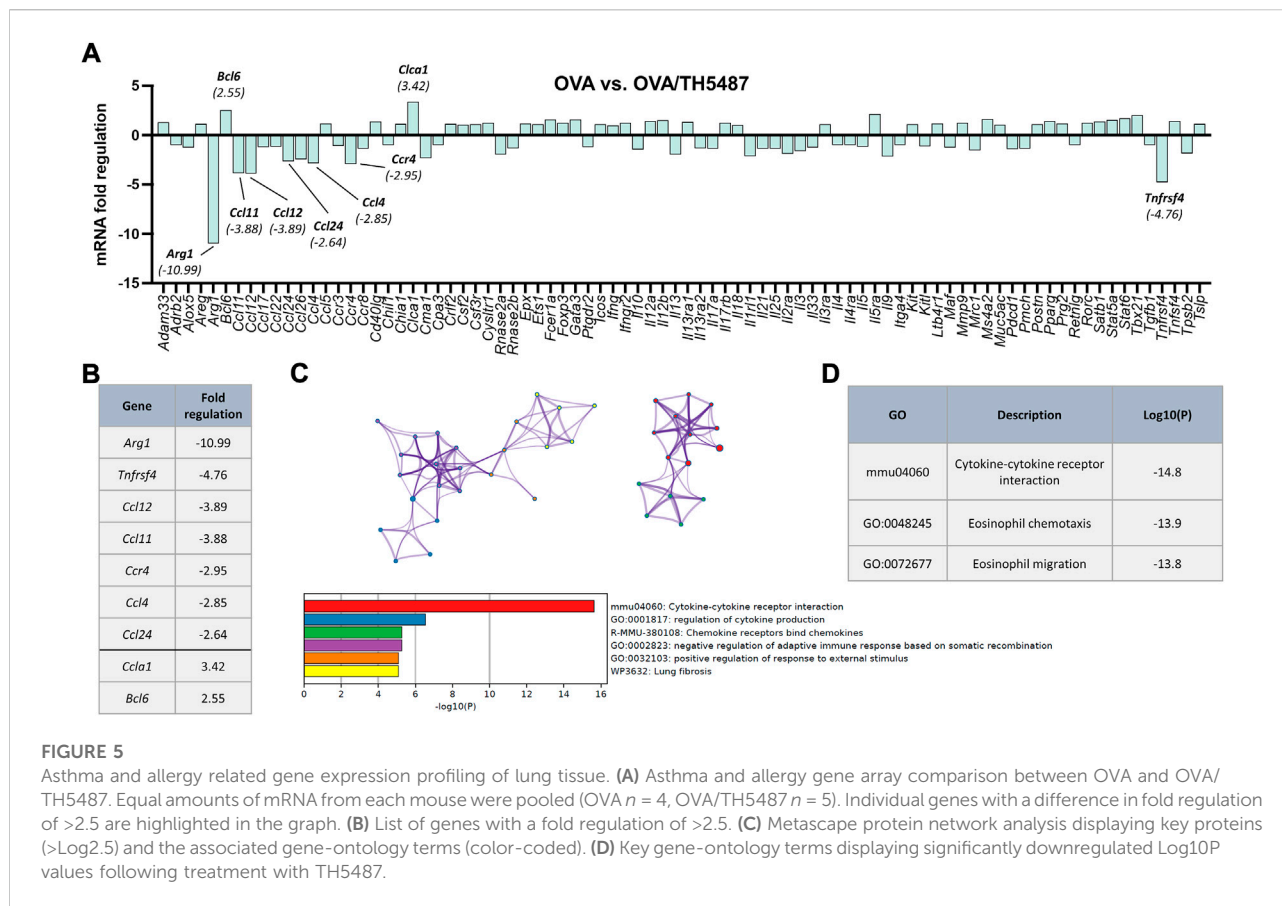 A
OVA vs. OVA/TH5487
mRNA fold regulation
5
0
-5
-10
-15
Bcl6
(2.55)
Clca1
(3.42)
Ccr4
(-2.95)
Ccl4
(-2.85)
Ccl11
(-3.88)
Ccl12
(-3.89)
Ccl24
(-2.64)
Arg1
(-10.99)
Tnfrsf4
(-4.76)
Adam33
Adrb2
Alox5
Areg
Arg1
Bcl6
Ccl11
Ccl12
Ccl17
Ccl22
Ccl24
Ccl26
Ccl4
Ccl5
Ccr3
Ccr4
Ccr8
Cd40lg
Chil1
Chia1
Clca1
Cma1
Cpa3
Crlf2
Csf2
Csf3r
Cysltr1
Rnase2a
Rnase2b
Epx
Ets1
Fcer1a
Foxp3
Gata3
Ptgdr2
Icos
Ifng
Ifngr2
Il10
Il12a
Il12b
Il13
Il13ra1
Il13ra2
Il17a
Il17rb
Il18
Il1rl1
Il21
Il25
Il2ra
Il3
Il33
Il3ra
Il4
Il4ra
Il5
Il5ra
Il9
Itga4
Kit
Kitl
Ltb4r1
Maf
Mmp9
Mrc1
Ms4a2
Muc5ac
Pdcd1
Pmch
Postn
Pparg
Prg2
Retnlg
Rorc
Satb1
Stat5a
Stat6
Tbx21
Tgfb1
Tnfrsf4
Tnfsf4
Tpsb2
Tslp
B
Gene Fold regulation
Arg1 -10.99
Tnfrsf4 -4.76
Ccl12 -3.89
Ccl11 -3.88
Ccr4 -2.95
Ccl4 -2.85
Ccl24 -2.64
Ccla1 3.42
Bcl6 2.55
C
mmu04060: Cytokine-cytokine receptor interaction
GO:0001817: regulation of cytokine production
R-MMU-380108: Chemokine receptors bind chemokines
GO:0002823: negative regulation of adaptive immune response based on somatic recombination
GO:0032103: positive regulation of response to external stimulus
WP3632: Lung fibrosis
0 2 4 6 8 10 12 14 16
-log10(P)
D
GO Description Log10(P)
mmu04060 Cytokine-cytokine receptor interaction -14.8
GO:0048245 Eosinophil chemotaxis -13.9
GO:0072677 Eosinophil migration -13.8
FIGURE 5
Asthma and allergy related gene expression profiling of lung tissue. (A) Asthma and allergy gene array comparison between OVA and OVA/
TH5487. Equal amounts of mRNA from each mouse were pooled (OVA n = 4, OVA/TH5487 n = 5). Individual genes with a difference in fold regulation
of >2.5 are highlighted in the graph. (B) List of genes with a fold regulation of >2.5. (C) Metascape protein network analysis displaying key proteins
(>Log2.5) and the associated gene-ontology terms (color-coded). (D) Key gene-ontology terms displaying significantly downregulated Log10P
values following treatment with TH5487.